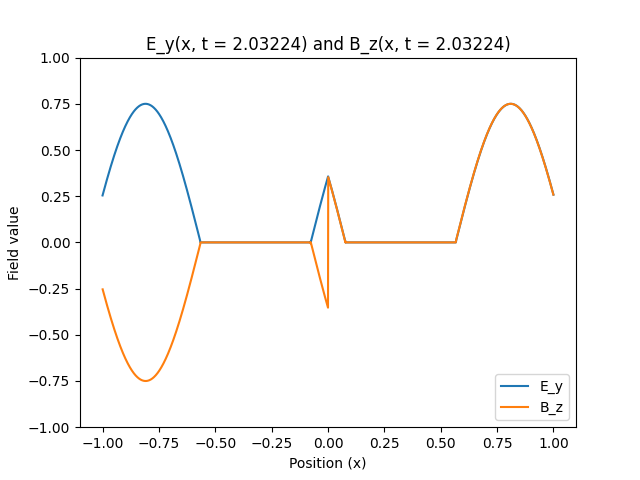 E_y(x, t = 2.03224) and B_z(x, t = 2.03224)
Field value
1.00
0.75
0.50
0.25
0.00
−0.25
−0.50
−0.75
−1.00
E_y
B_z
−1.00 −0.75 −0.50 −0.25 0.00 0.25 0.50 0.75 1.00
Position (x)